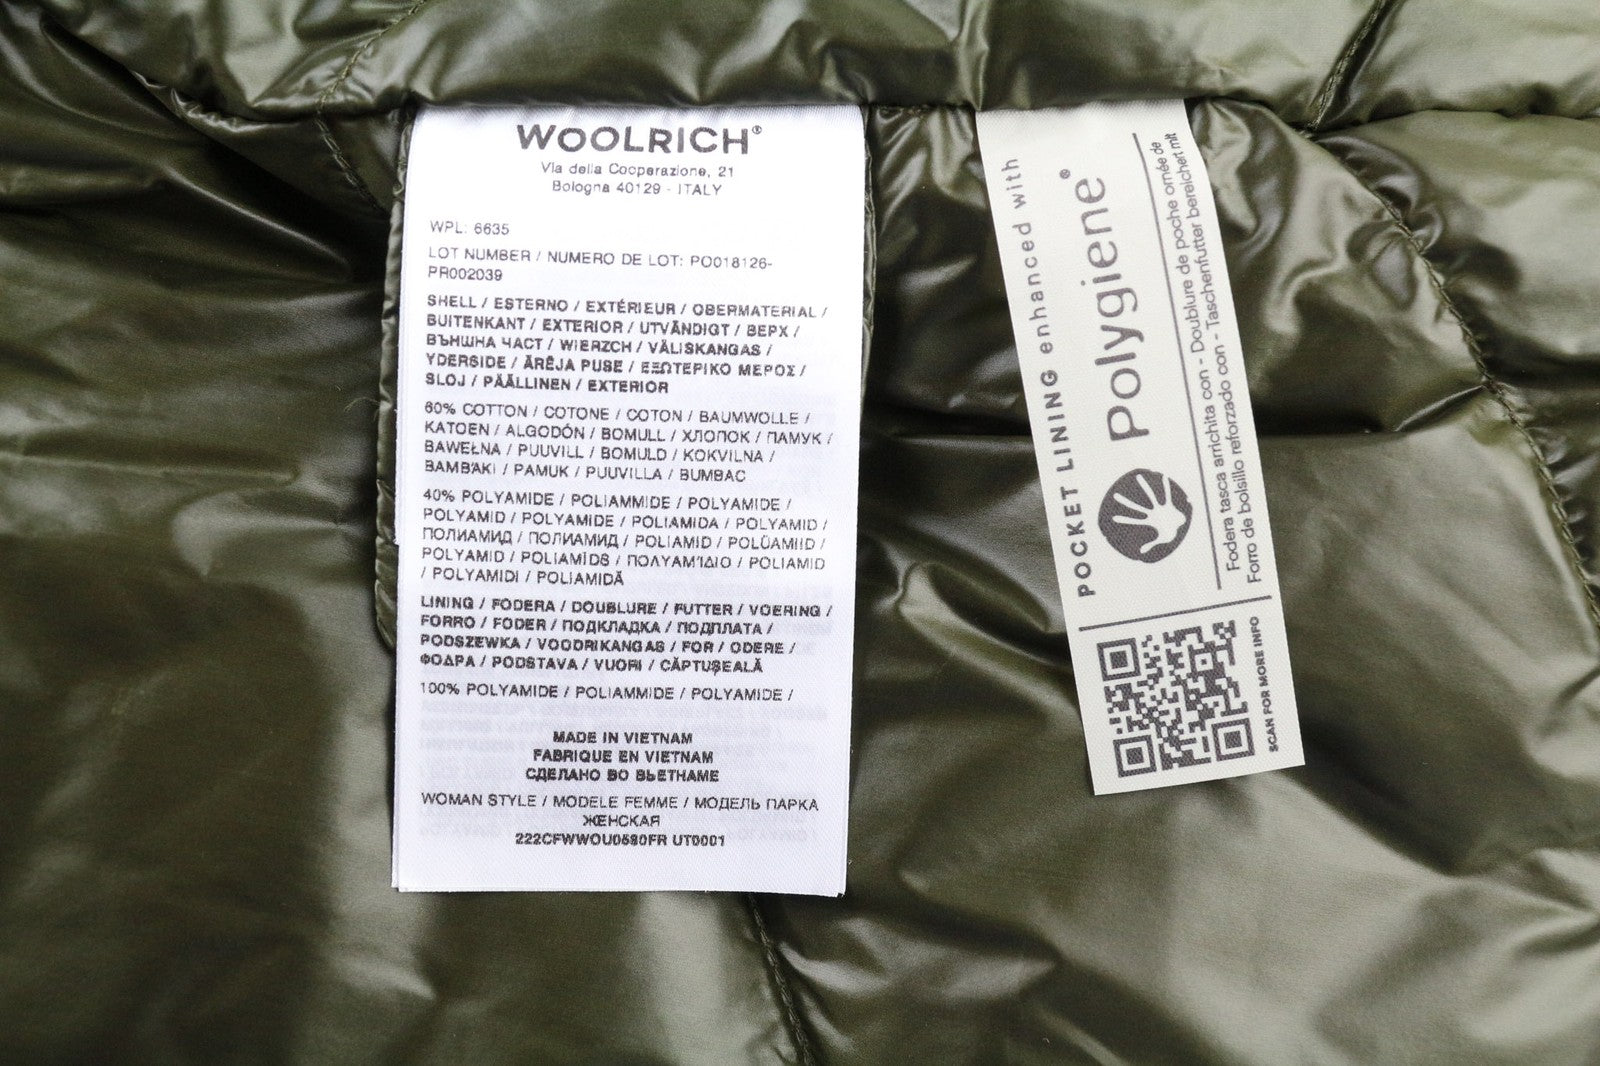 WOOLRICH®
Via della Cooperazione, 21
Bologna 40129 - ITALY
WPL: 6635
LOT NUMBER / NUMERO DE LOT: PO018126-
PR002039
SHELL / ESTERNO / EXTÉRIEUR / OBERMATERIAL /
BUITENKANT / EXTERIOR / UTVÄNDIGT / ВЕРХ /
ВЪНШНА ЧАСТ / WIERZCH / VÄLISKANGAS /
YDERSIDE / ĀRĒJA PUSE / ΕΞΩΤΕΡΙΚΟ ΜΕΡΟΣ /
SLOJ / PÄÄLLINEN / EXTERIOR
60% COTTON / COTONE / COTON / BAUMWOLLE /
KATOEN / ALGODÓN / BOMULL / ХЛОПОК / ПАМУК /
BAWEŁNA / PUUVILL / BOMULD / KOKVILNA /
ΒΑΜΒΑΚΙ / PAMUK / PUUVILLA / BUMBAC
40% POLYAMIDE / POLIAMMIDE / POLYAMIDE /
POLYAMID / POLYAMIDE / POLIAMIDA / POLYAMID /
ПОЛИАМИД / ПОЛИАМИД / POLIAMID / POLÜAMIID /
POLYAMID / POLIAMĪDS / ΠΟΛΥΑΜΊΔΙΟ / POLIAMID
/ POLYAMIDI / POLIAMIDĂ
LINING / FODERA / DOUBLURE / FUTTER / VOERING /
FORRO / FODER / ПОДКЛАДКА / ПОДПЛАТА /
PODSZEWKA / VOODRIKANGAS / FOR / ODERE /
ΦΟΔΡΑ / PODSTAVA / VUORI / CĂPTUȘEALĂ
100% POLYAMIDE / POLIAMMIDE / POLYAMIDE /
MADE IN VIETNAM
FABRIQUE EN VIETNAM
СДЕЛАНО ВО ВЬЕТНАМЕ
WOMAN STYLE / MODELE FEMME / МОДЕЛЬ ПАРКА
ЖЕНСКАЯ
222CFWWOU0580FR UT0001
POCKET LINING enhanced with
Polygiene®
Fodera tasca arrichita con - Doublure de poche ornée de
Forro de bolsillo reforzado con - Taschenfutter bereichert mit
SCAN FOR MORE INFO